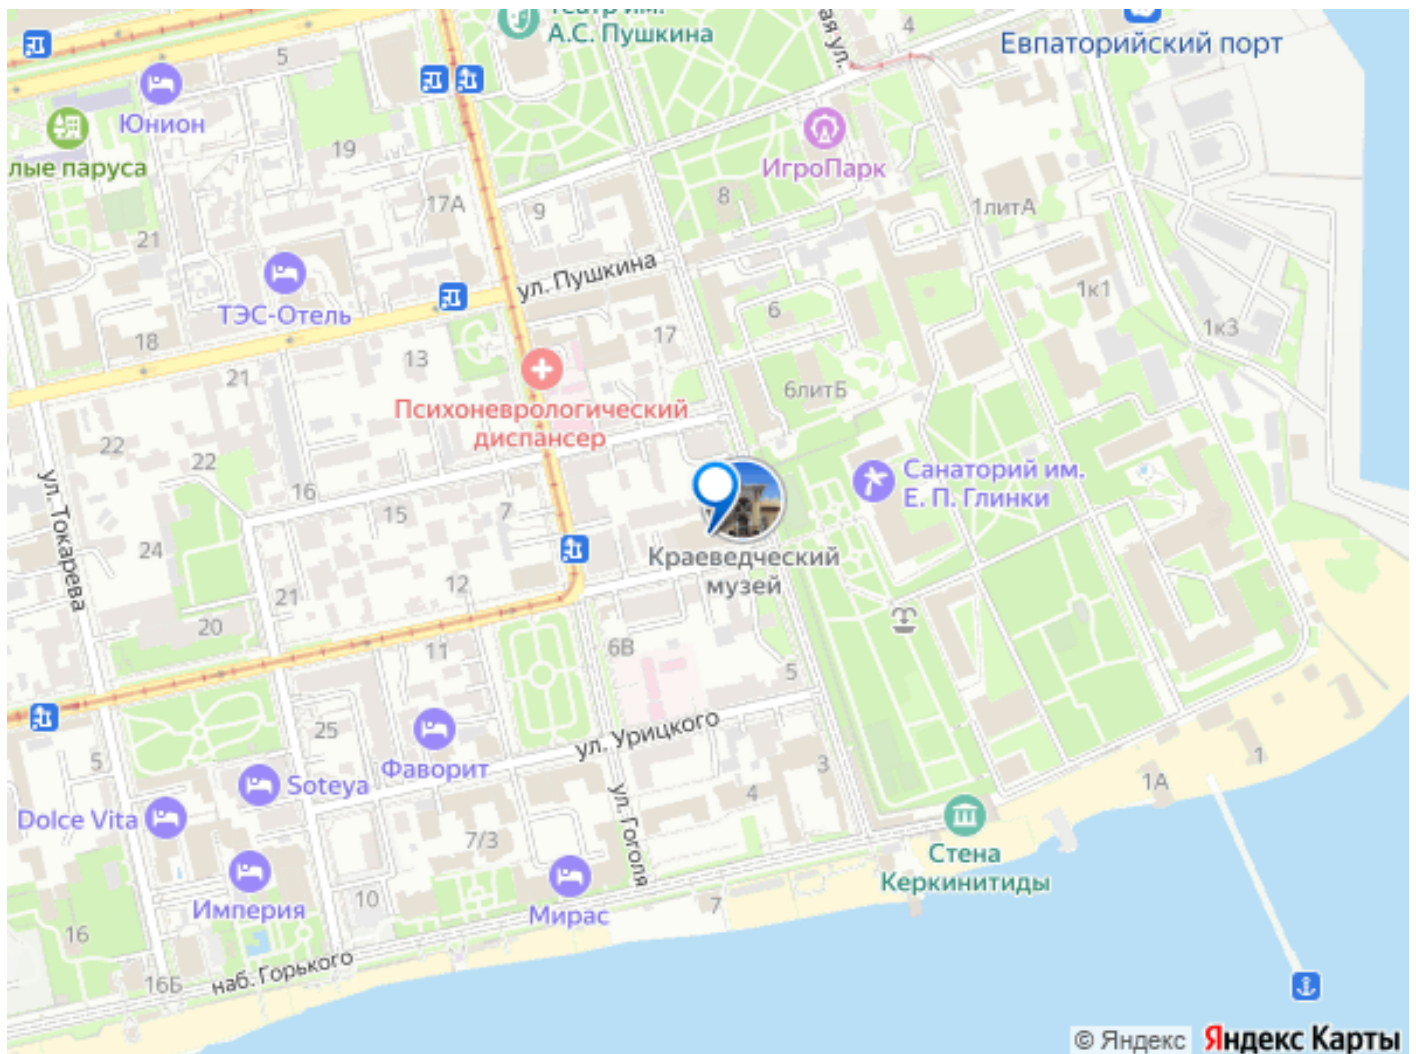 театр им.
А.С. Пушкина
ая ул.
4
Евпаторийский порт
5
Юнион
лые паруса
19
ИгроПарк
17А
9
8
1литА
21
ул. Пушкина
ТЭС-Отель
1к1
6
1к3
18
17
13
21
6литБ
Психоневрологический
диспансер
22
22
ул. Токарева
16
15
7
Санаторий им.
Е. П. Глинки
24
Краеведческий
музей
12
21
20
11
6В
5
25
ул. Урицкого
Фаворит
5
Soteya
3
1
1А
4
Dolce Vita
ул. Гоголя
7/3
Стена
Керкинитиды
10
Империя
Мирас
7
16
наб. Горького
16Б
© Яндекс Яндекс Карты